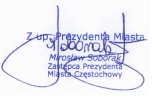 Z up. Prezydenta Miasta
Mirosław Soborak
Zastępca Prezydenta
Miasta Częstochowy